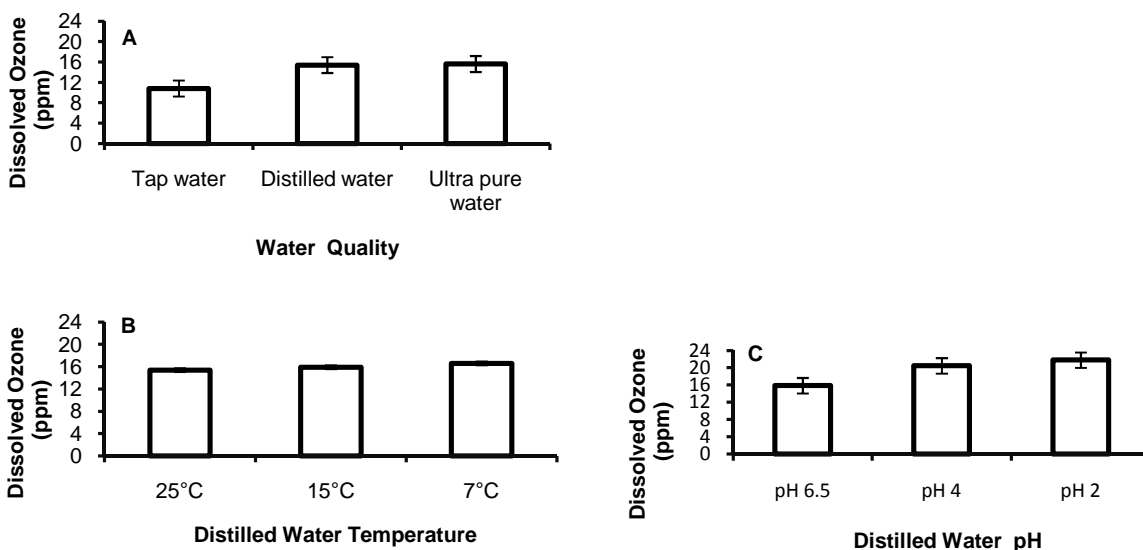 A
Dissolved Ozone
(ppm)
24
20
16
12
8
4
0
Tap water
Distilled water
Ultra pure
water
Water Quality
B
Dissolved Ozone
(ppm)
24
20
16
12
8
4
0
25°C
15°C
7°C
Distilled Water Temperature
C
Dissolved Ozone
(ppm)
24
20
16
12
8
4
0
pH 6.5
pH 4
pH 2
Distilled Water pH